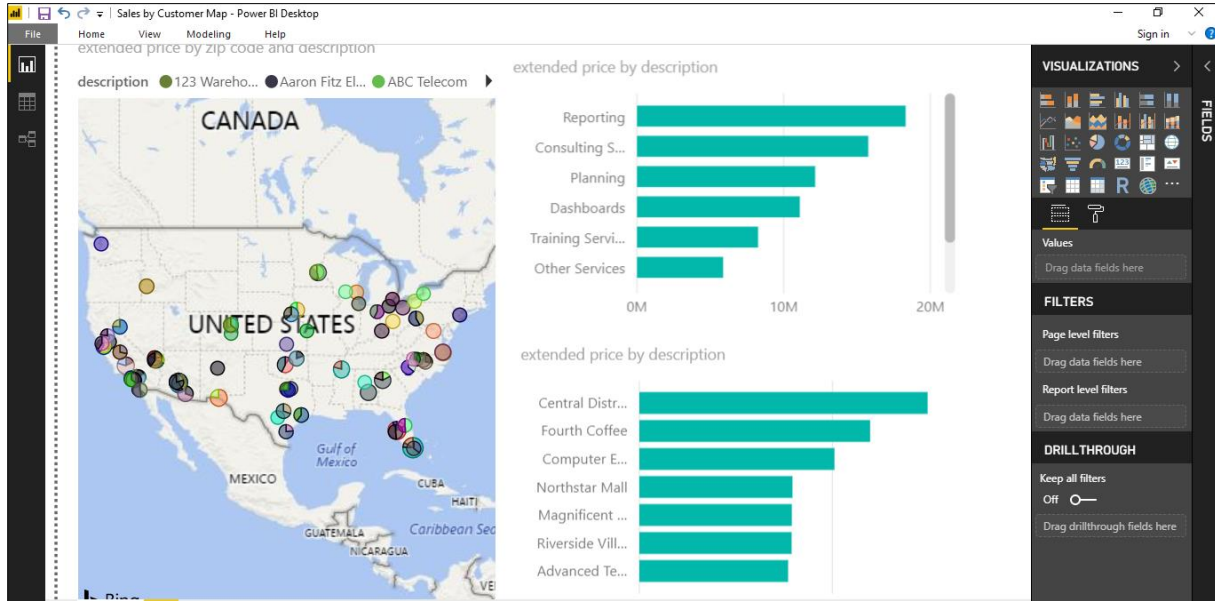 Sales by Customer Map - Power BI Desktop
File Home View Modeling Help Sign in
extended price by zip code and description
description 123 Wareho... Aaron Fitz El... ABC Telecom
CANADA
UNITED STATES
Gulf of
Mexico
MEXICO
CUBA
HAITI
GUATEMALA
Caribbean Sea
NICARAGUA
VE
Bing
extended price by description
Reporting
Consulting S...
Planning
Dashboards
Training Servi...
Other Services
0M 10M 20M
extended price by description
Central Distr...
Fourth Coffee
Computer E...
Northstar Mall
Magnificent ...
Riverside Vill...
Advanced Te...
VISUALIZATIONS
123
R
Values
Drag data fields here
FILTERS
Page level filters
Drag data fields here
Report level filters
Drag data fields here
DRILLTHROUGH
Keep all filters
Off
Drag drillthrough fields here
FIELDS